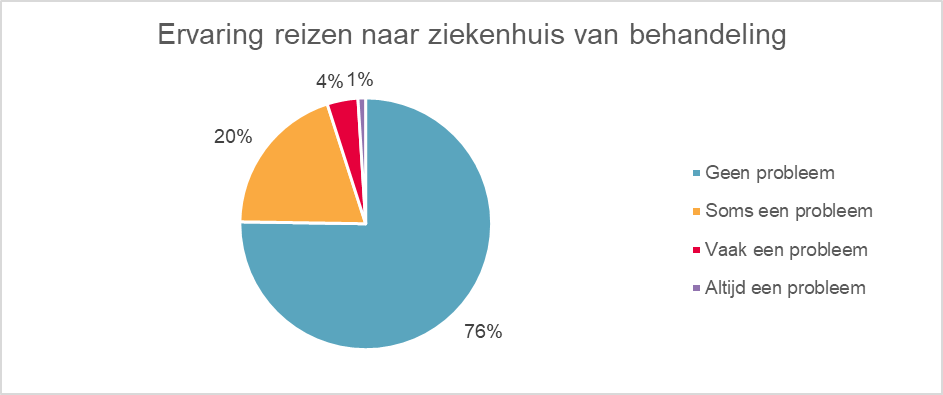 Ervaring reizen naar ziekenhuis van behandeling
4% 1%
20%
76%
Geen probleem
Soms een probleem
Vaak een probleem
Altijd een probleem